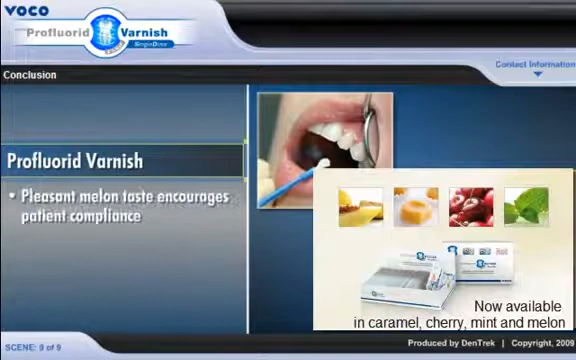 VOCO
Profluorid Varnish
SingleDose
Conclusion
Contact Information
Profluorid Varnish
• Pleasant melon taste encourages
patient compliance
Now available
in caramel, cherry, mint and melon
SCENE: 9 of 9
Produced by DenTrek | Copyright, 2009